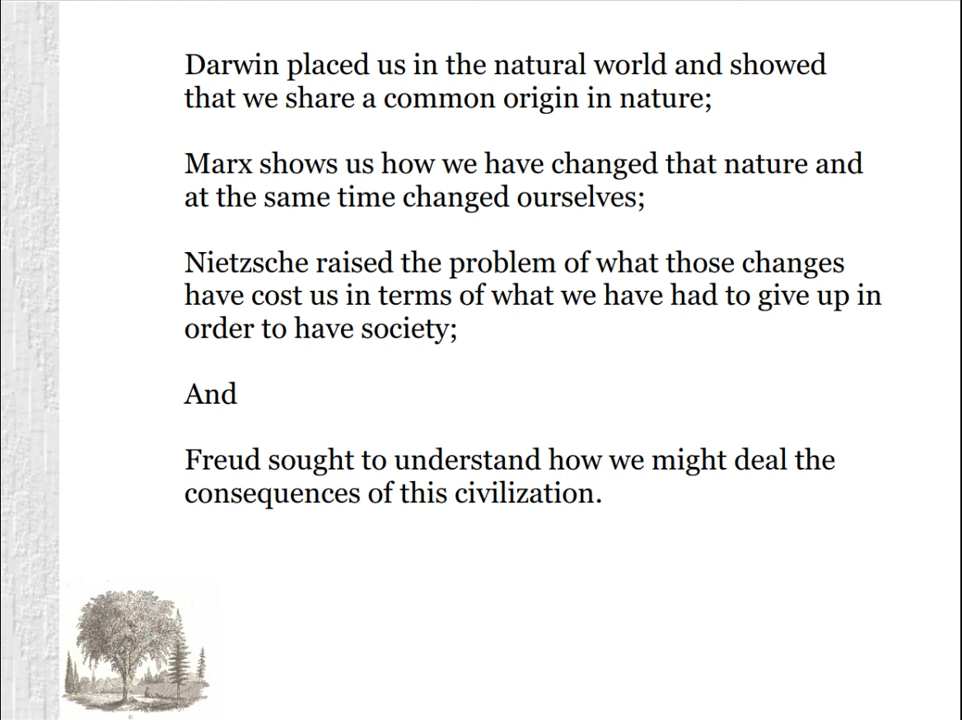 Darwin placed us in the natural world and showed
that we share a common origin in nature;
Marx shows us how we have changed that nature and
at the same time changed ourselves;
Nietzsche raised the problem of what those changes
have cost us in terms of what we have had to give up in
order to have society;
And
Freud sought to understand how we might deal the
consequences of this civilization.